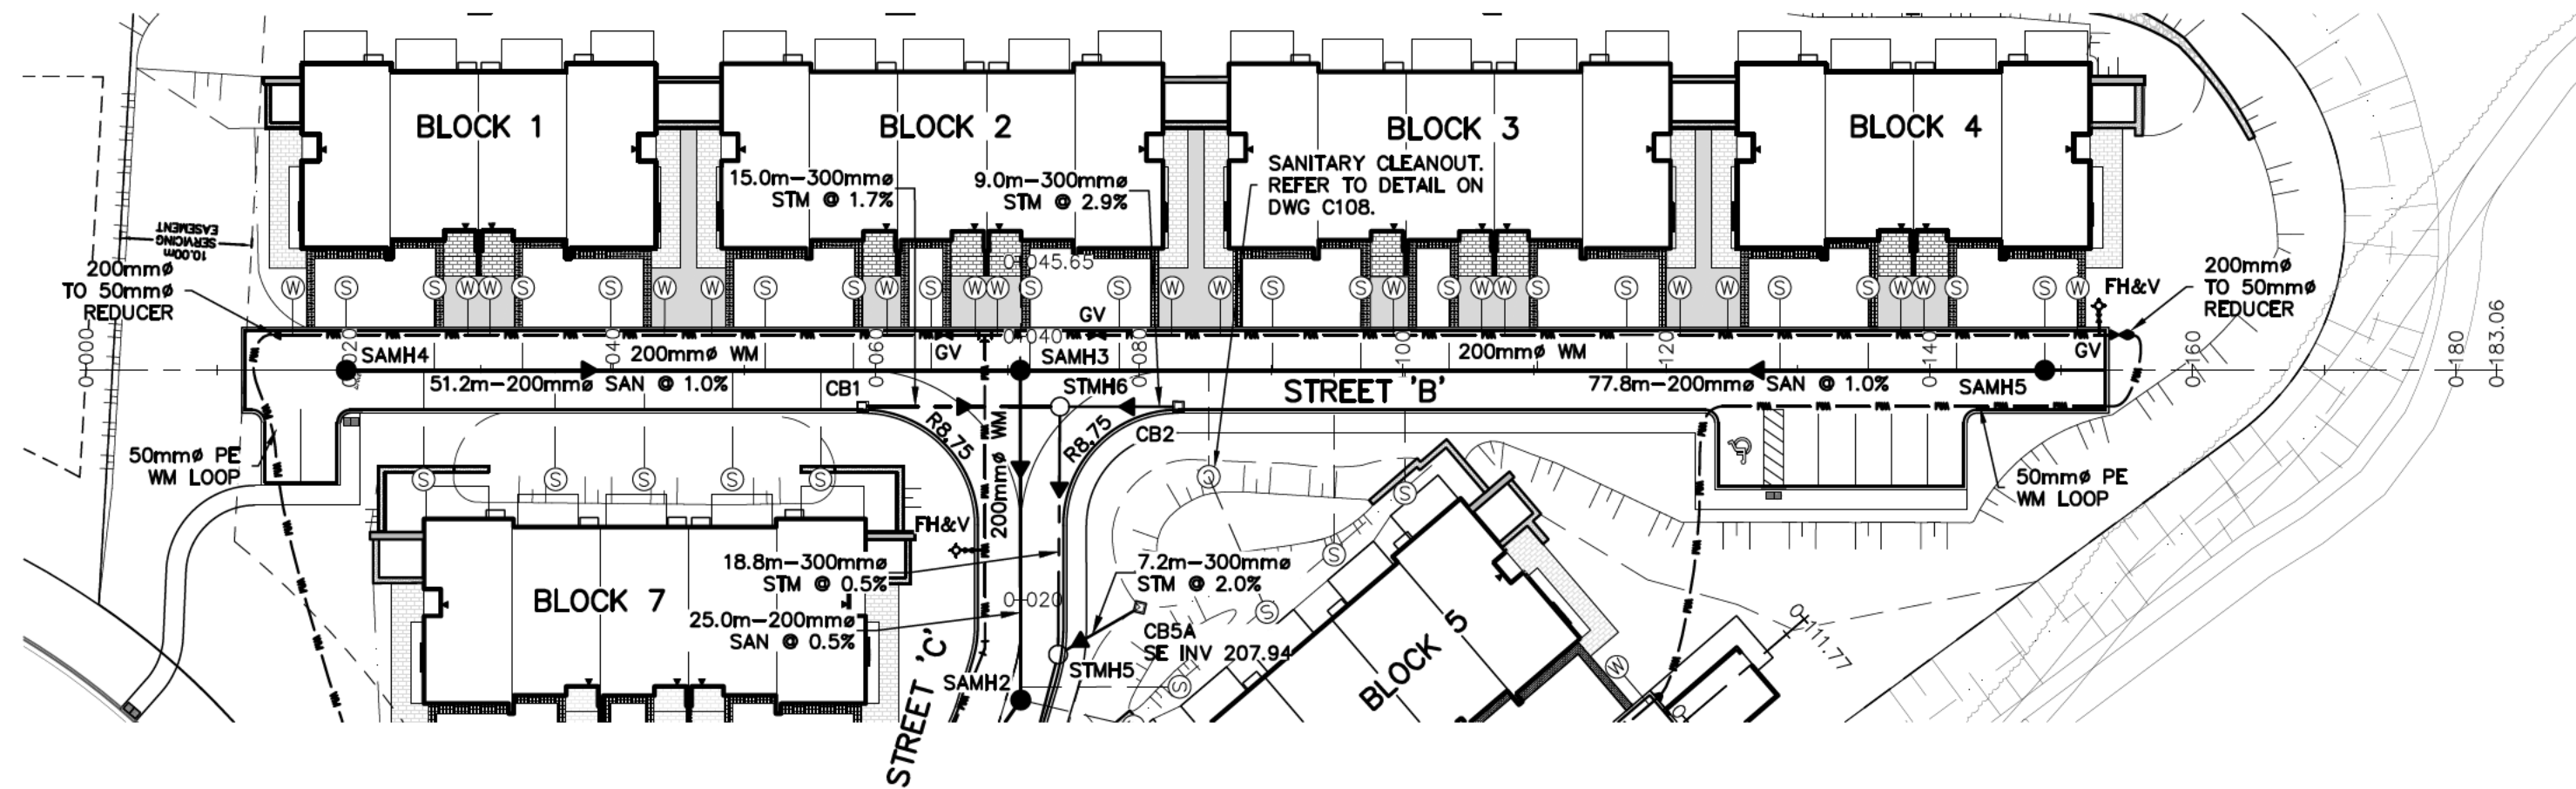 BLOCK 1
BLOCK 2
BLOCK 3
BLOCK 4
SANITARY CLEANOUT.
REFER TO DETAIL ON
DWG C108.
15.0m-300mmø
STM @ 1.7%
9.0m-300mmø
STM @ 2.9%
10.00m
SERVICING
EASEMENT
200mmø
TO 50mmø
REDUCER
0+045.65
FH&V
200mmø
TO 50mmø
REDUCER
W
S
S
W
W
S
S
W
W
S
S
W
S
W
W
S
S
W
W
S
S
W
S
W
W
S
S
W
W
S
S
W
W
S
S
W
GV
0+000
0+020
SAMH4
0+040
200mmø WM
0+060
GV
0+040
SAMH3
0+080
0+100
200mmø WM
0+120
0+140
GV
0+160
0+180
0+183.06
51.2m-200mmø SAN @ 1.0%
CB1
STMH6
STREET 'B'
77.8m-200mmø SAN @ 1.0%
SAMH5
R8.75
200mmø WM
R8.75
CB2
50mmø PE
WM LOOP
S
S
S
S
S
C
S
50mmø PE
WM LOOP
FH&V
S
18.8m-300mmø
STM @ 0.5%
7.2m-300mmø
STM @ 2.0%
BLOCK 7
0+020
S
25.0m-200mmø
SAN @ 0.5%
CB5A
SE INV 207.94
BLOCK 5
0+111.77
STREET 'C'
SAMH2
STMH5
S
W